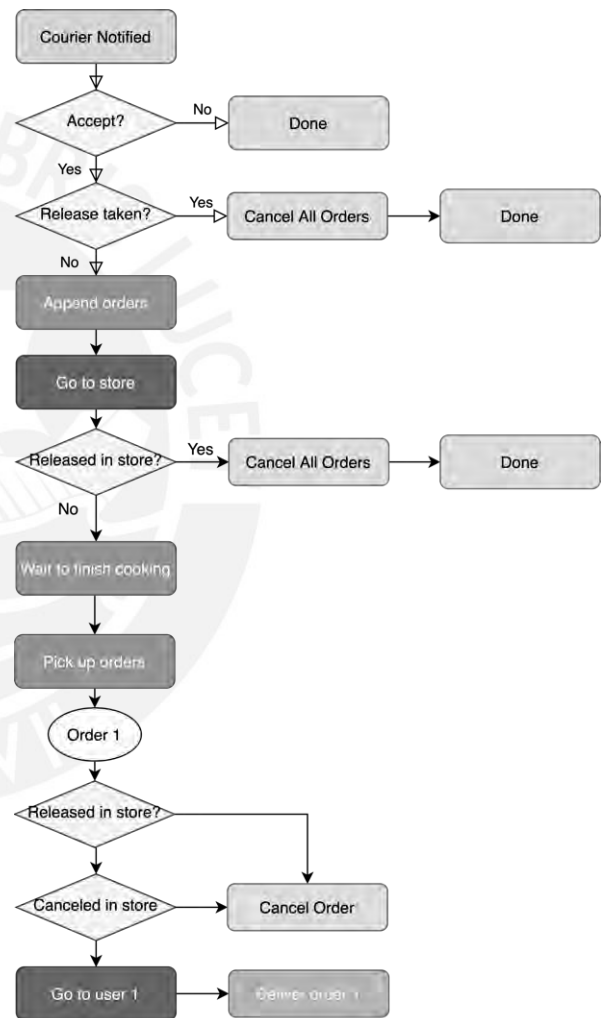 Courier Notified
Accept?
No
Done
Yes
Release taken?
Yes
Cancel All Orders
Done
No
Append orders
Go to store
Released in store?
Yes
Cancel All Orders
Done
No
Wait to finish cooking
Pick up orders
Order 1
Released in store?
Canceled in store
Cancel Order
Go to user 1
Deliver order 1